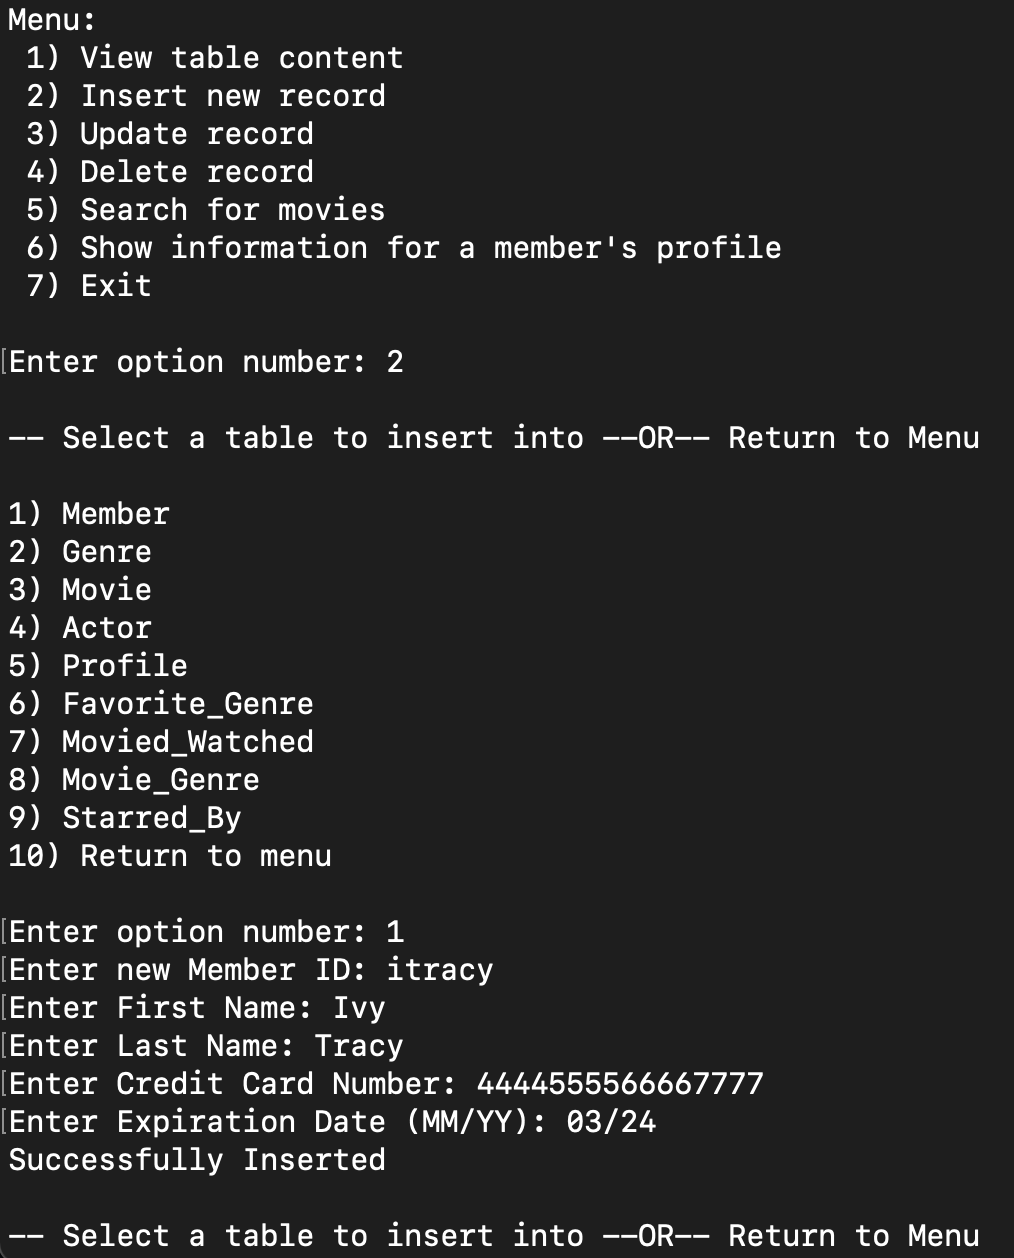 Menu:
1) View table content
2) Insert new record
3) Update record
4) Delete record
5) Search for movies
6) Show information for a member's profile
7) Exit
[Enter option number: 2
-- Select a table to insert into --OR-- Return to Menu
1) Member
2) Genre
3) Movie
4) Actor
5) Profile
6) Favorite_Genre
7) Movied_Watched
8) Movie_Genre
9) Starred_By
10) Return to menu
[Enter option number: 1
[Enter new Member ID: itracy
[Enter First Name: Ivy
[Enter Last Name: Tracy
[Enter Credit Card Number: 4444555566667777
[Enter Expiration Date (MM/YY): 03/24
Successfully Inserted
-- Select a table to insert into --OR-- Return to Menu